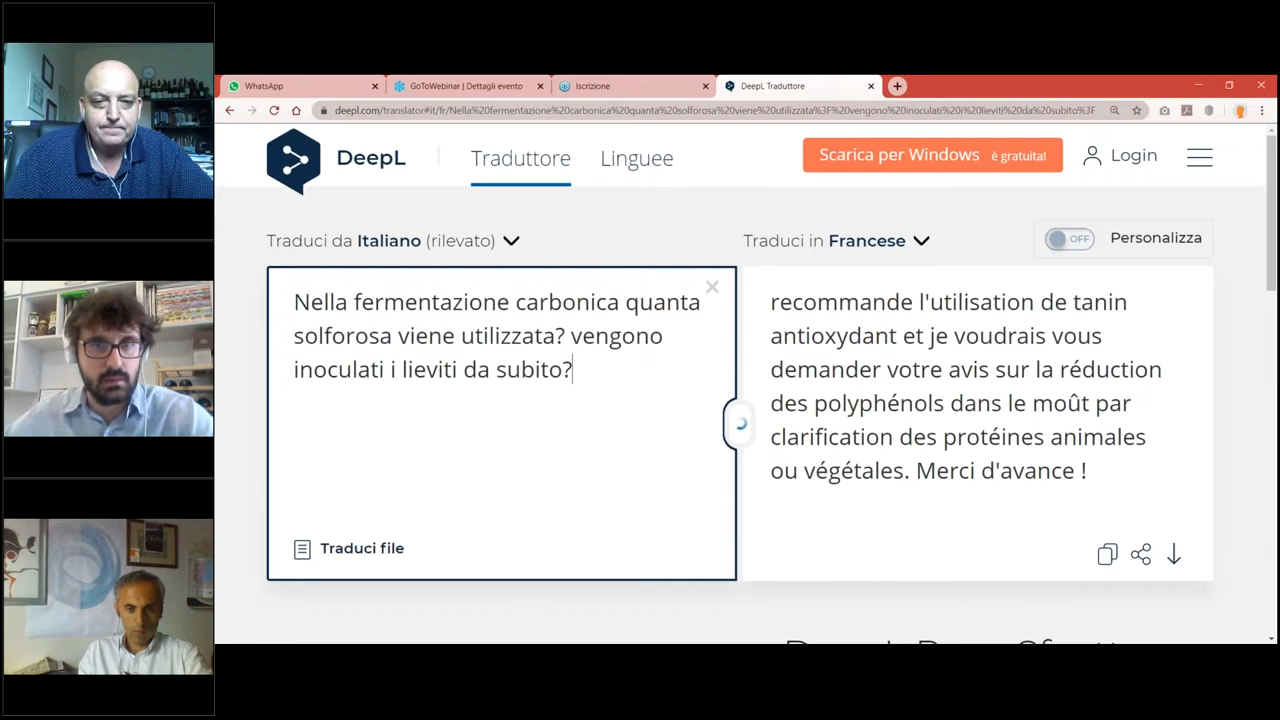 WhatsApp
GoToWebinar | Dettagli evento
Iscrizione
DeepL Traduttore
deepl.com/translator#it/fr/Nella%20fermentazione%20carbonica%20quanta%20solforosa%20viene%20utilizzata%3F%20vengono%20inoculati%20i%20lieviti%20da%20subito%3F
DeepL
Traduttore
Linguee
Scarica per Windows è gratuita!
Login
Traduci da Italiano (rilevato)
Traduci in Francese
OFF
Personalizza
Nella fermentazione carbonica quanta
solforosa viene utilizzata? vengono
inoculati i lieviti da subito?
Traduci file
recommande l'utilisation de tanin
antioxydant et je voudrais vous
demander votre avis sur la réduction
des polyphénols dans le moût par
clarification des protéines animales
ou végétales. Merci d'avance !